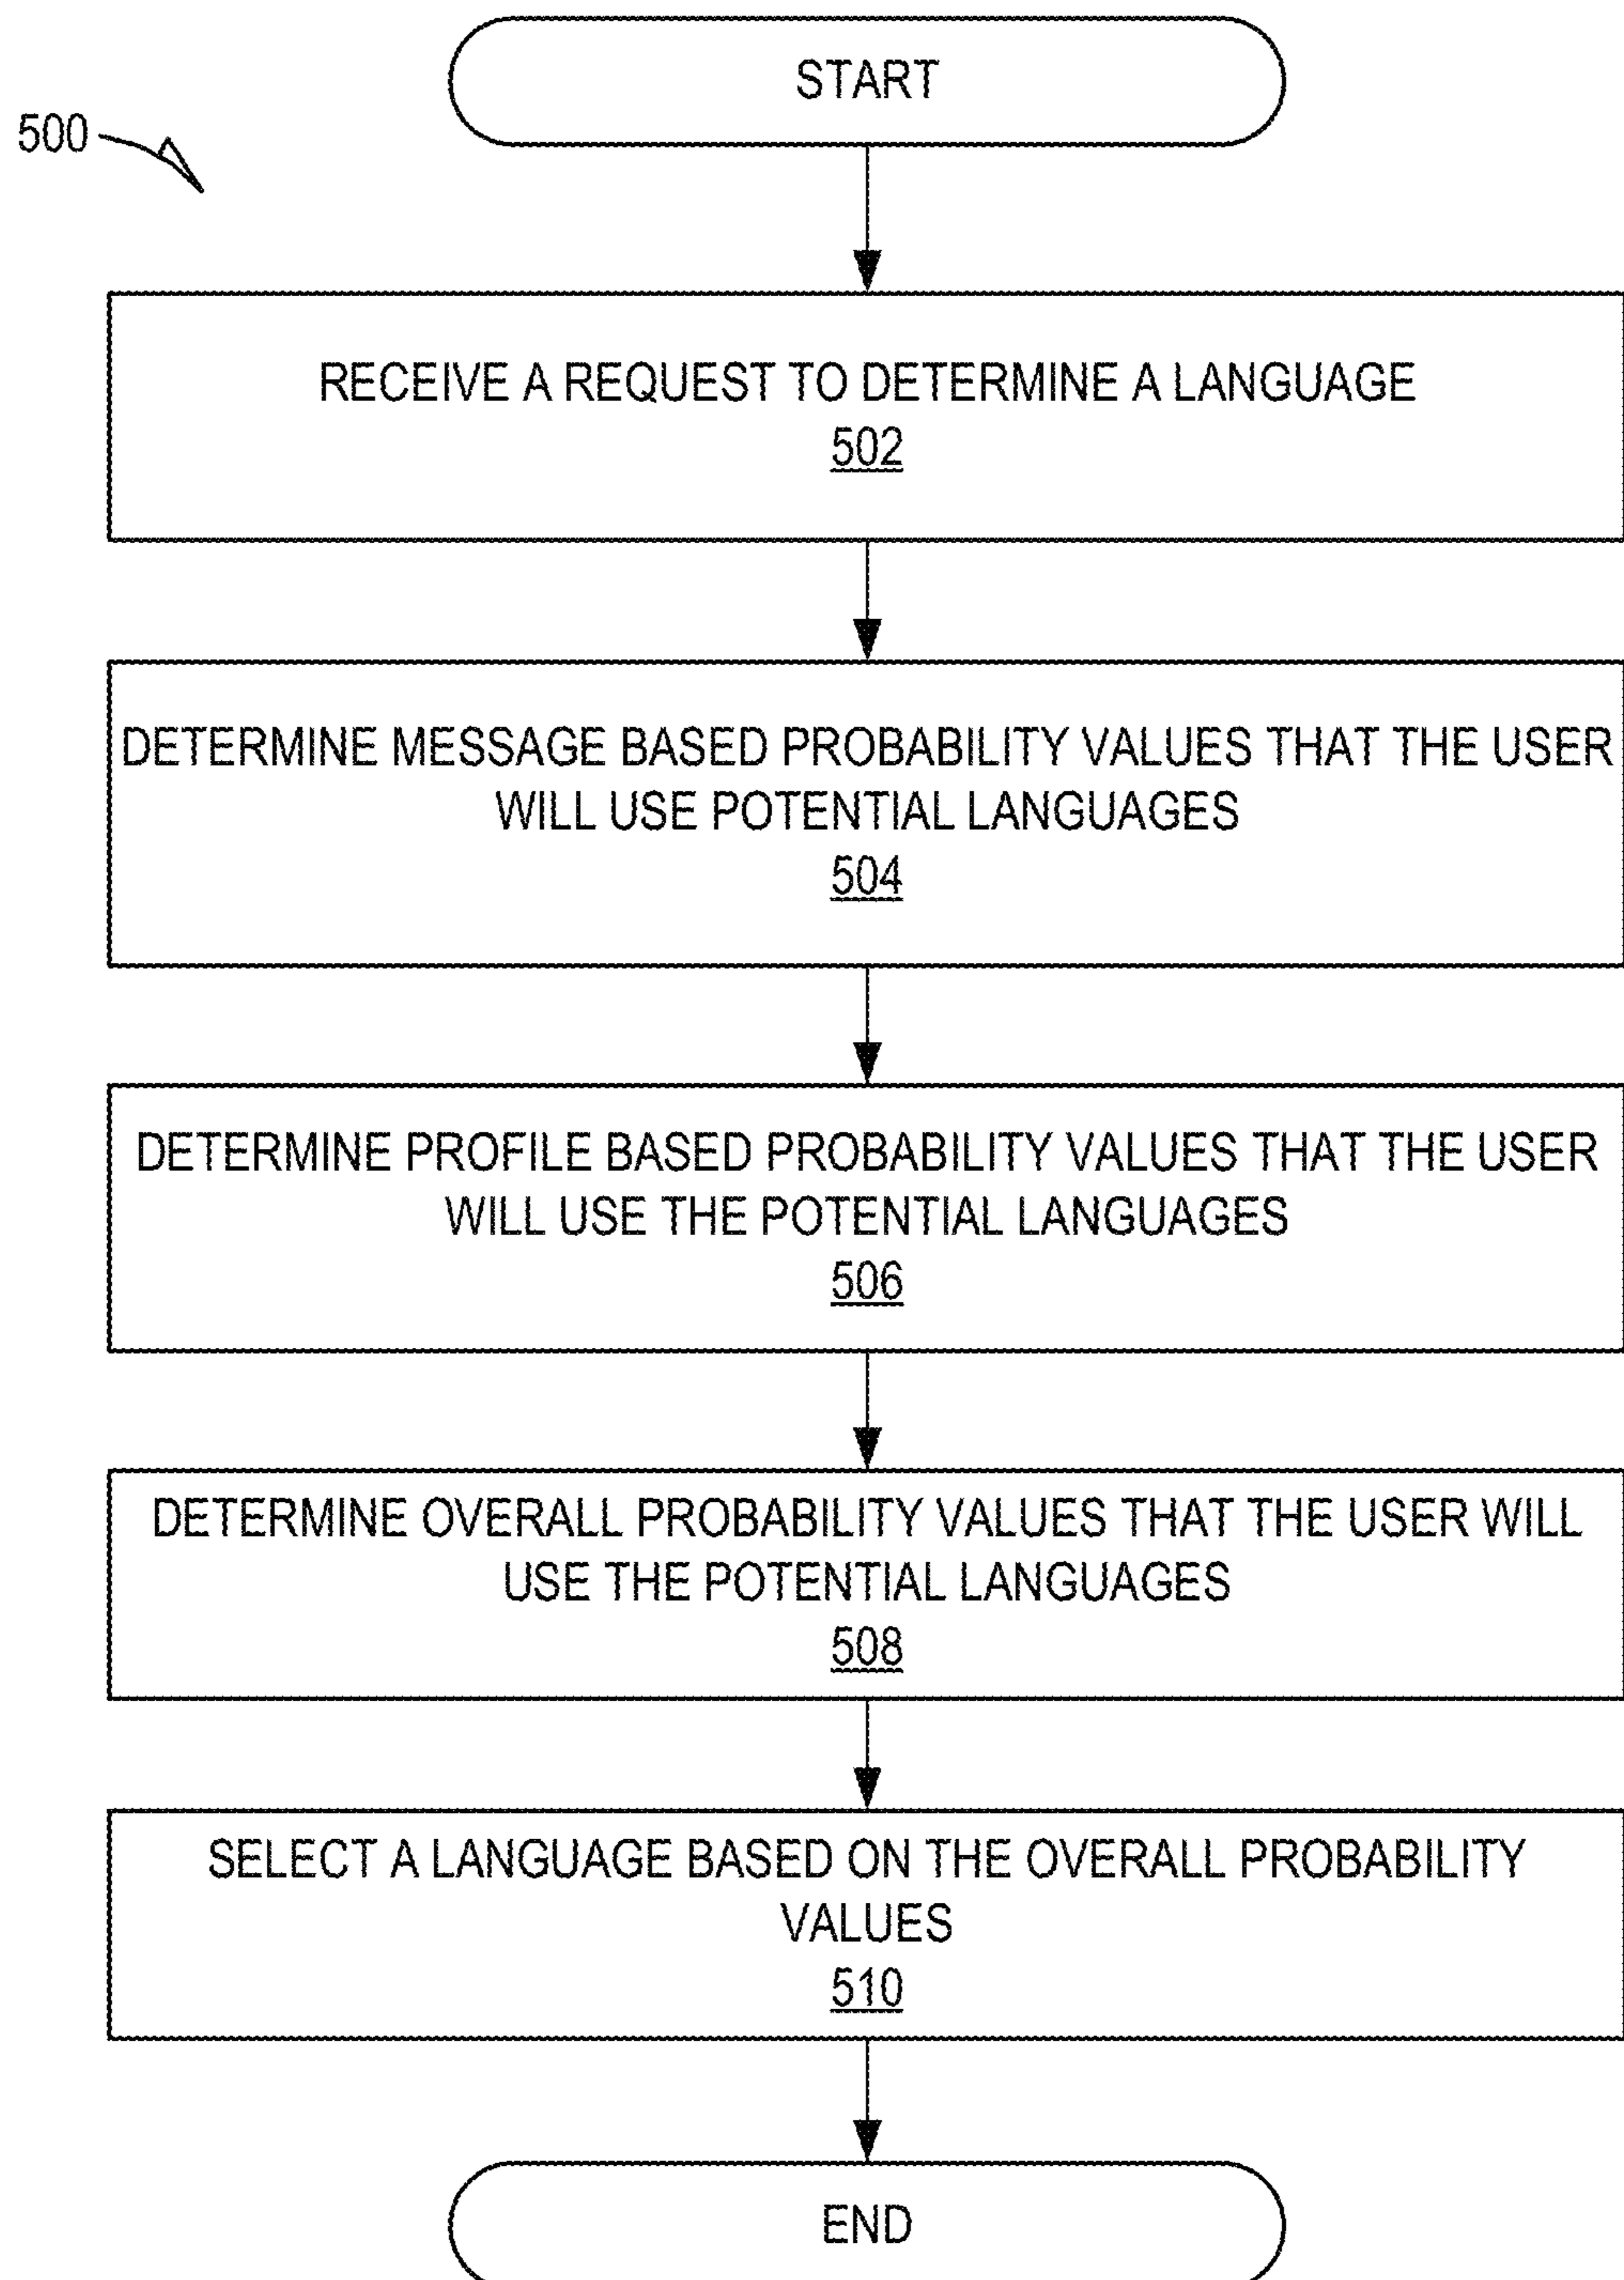 START
500
RECEIVE A REQUEST TO DETERMINE A LANGUAGE
502
DETERMINE MESSAGE BASED PROBABILITY VALUES THAT THE USER
WILL USE POTENTIAL LANGUAGES
504
DETERMINE PROFILE BASED PROBABILITY VALUES THAT THE USER
WILL USE THE POTENTIAL LANGUAGES
506
DETERMINE OVERALL PROBABILITY VALUES THAT THE USER WILL
USE THE POTENTIAL LANGUAGES
508
SELECT A LANGUAGE BASED ON THE OVERALL PROBABILITY
VALUES
510
END